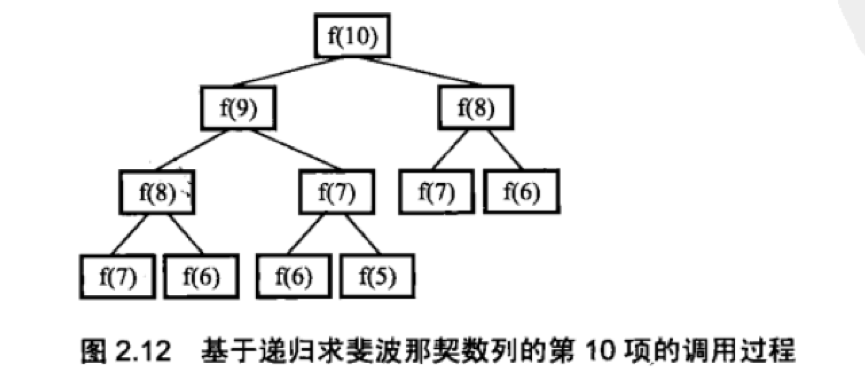 f(10)
f(9) f(8)
f(8) f(7) f(7) f(6)
f(7) f(6) f(6) f(5)
图 2.12 基于递归求斐波那契数列的第 10 项的调用过程